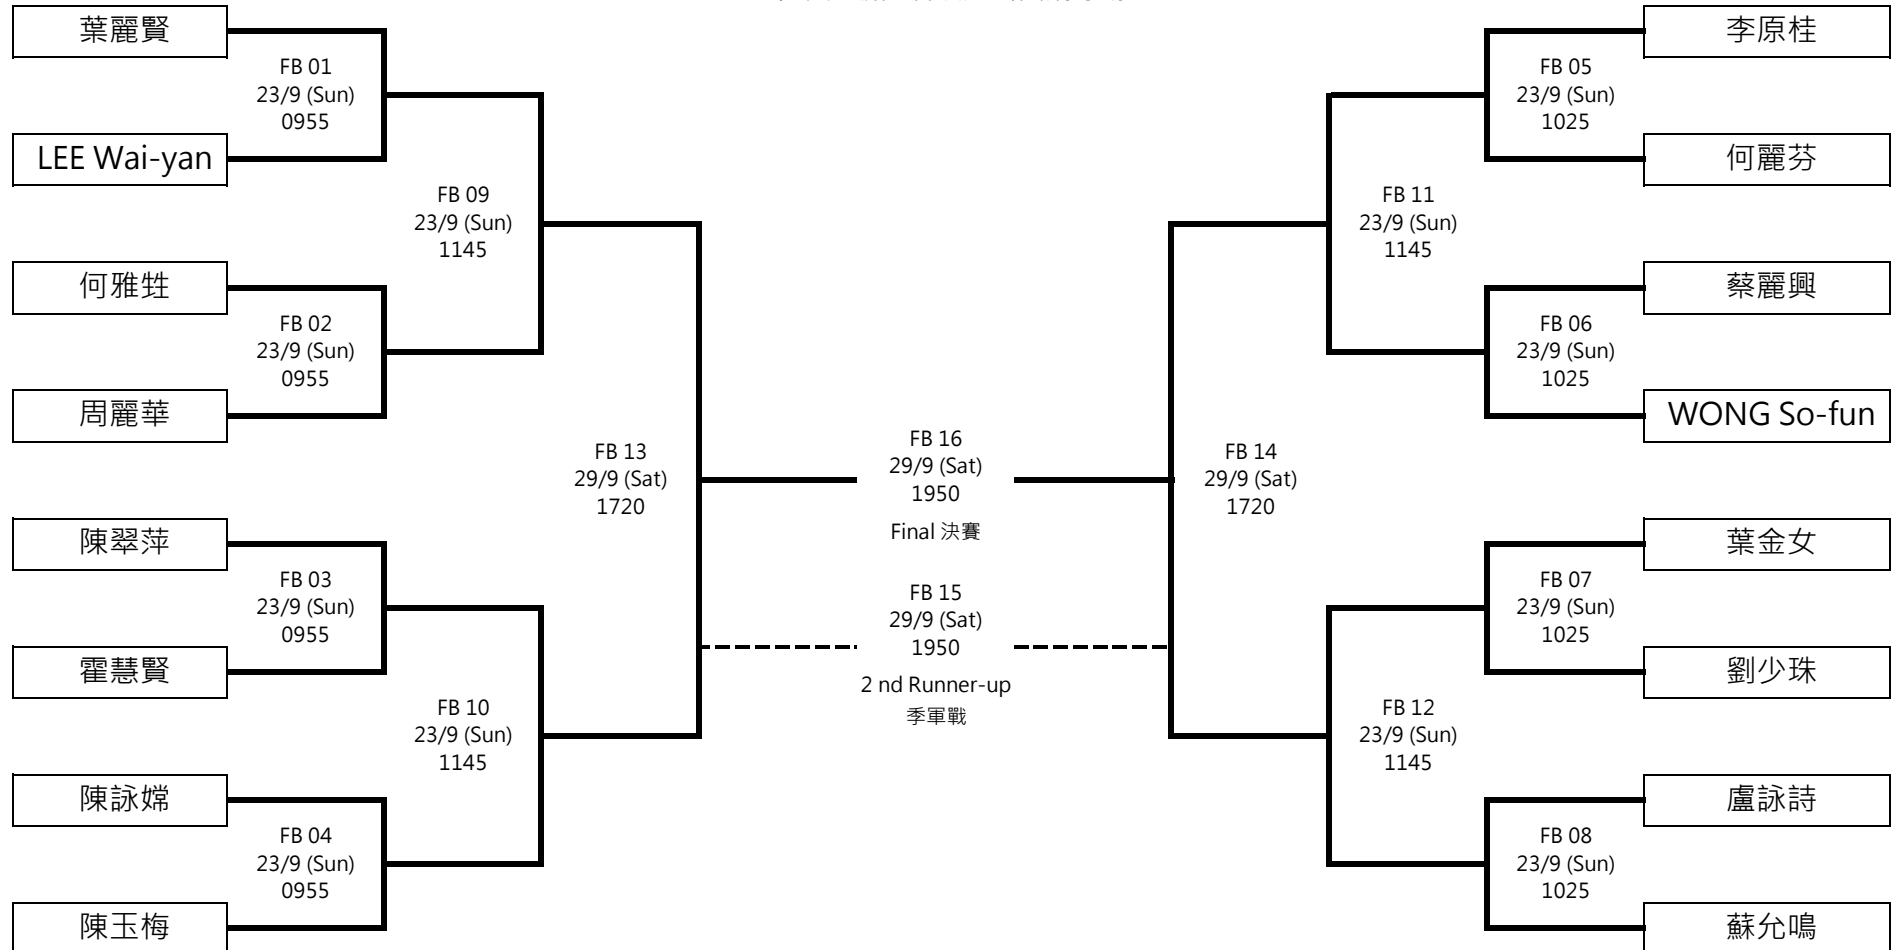 葉麗賢
FB 01
23/9 (Sun)
0955
LEE Wai-yan
FB 09
23/9 (Sun)
1145
何雅甡
FB 02
23/9 (Sun)
0955
周麗華
FB 13
29/9 (Sat)
1720
陳翠萍
FB 03
23/9 (Sun)
0955
霍慧賢
FB 10
23/9 (Sun)
1145
陳詠嫦
FB 04
23/9 (Sun)
0955
陳玉梅
FB 16
29/9 (Sat)
1950
Final 決賽
FB 15
29/9 (Sat)
1950
2 nd Runner-up
季軍戰
李原桂
FB 05
23/9 (Sun)
1025
何麗芬
FB 11
23/9 (Sun)
1145
蔡麗興
FB 06
23/9 (Sun)
1025
WONG So-fun
FB 14
29/9 (Sat)
1720
葉金女
FB 07
23/9 (Sun)
1025
劉少珠
FB 12
23/9 (Sun)
1145
盧詠詩
FB 08
23/9 (Sun)
1025
蘇允鳴